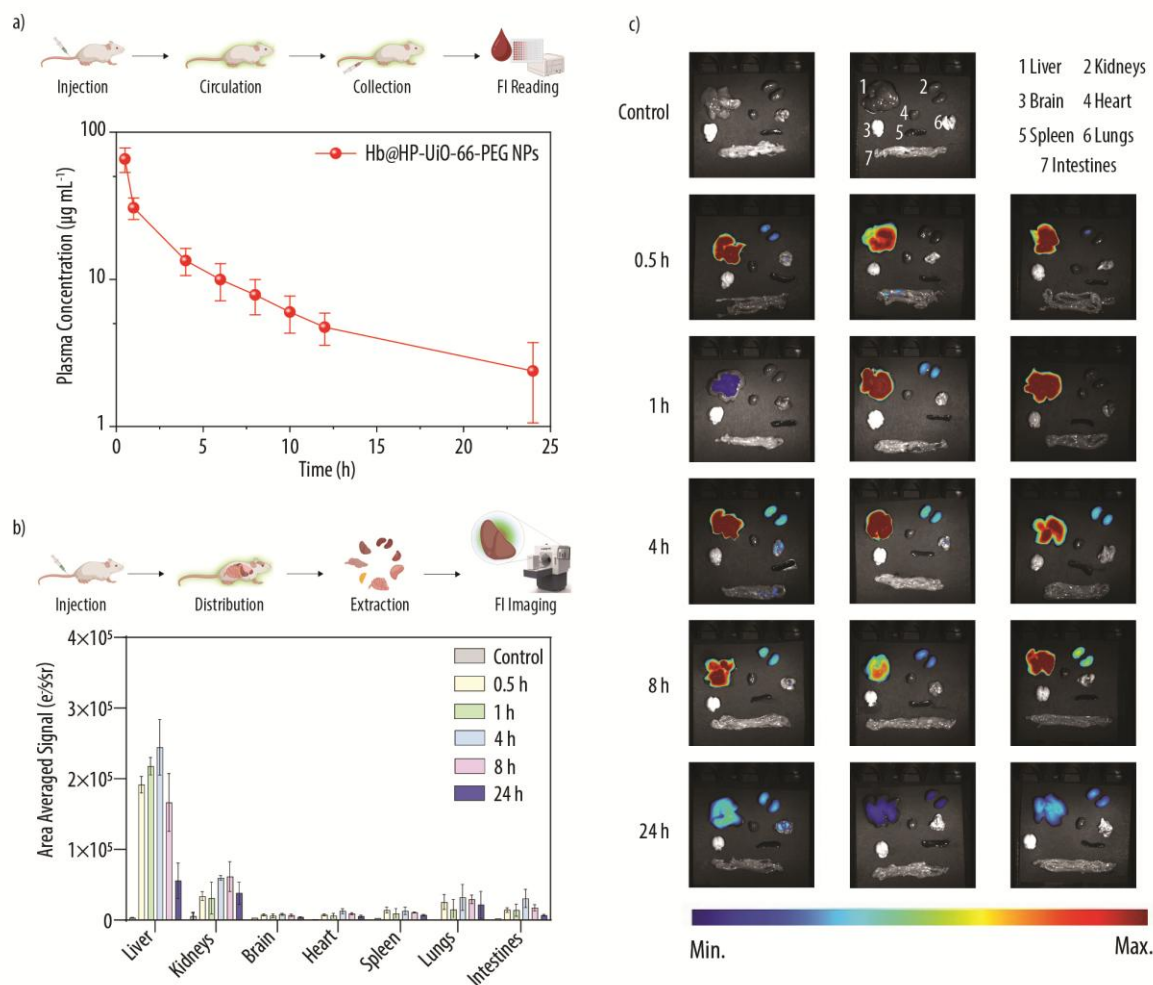 a)
Injection
Circulation
Collection
FI Reading
100
10
1
Plasma Concentration (µg mL⁻¹)
Hb@HP-UiO-66-PEG NPs
0 5 10 15 20 25
Time (h)
b)
Injection
Distribution
Extraction
FI Imaging
4×10⁵
3×10⁵
2×10⁵
1×10⁵
0
Area Averaged Signal (e/s/sr)
Control
0.5 h
1 h
4 h
8 h
24 h
Liver
Kidneys
Brain
Heart
Spleen
Lungs
Intestines
c)
Control
1
2
3
4
5
6
7
1 Liver 2 Kidneys
3 Brain 4 Heart
5 Spleen 6 Lungs
7 Intestines
0.5 h
1 h
4 h
8 h
24 h
Min. Max.